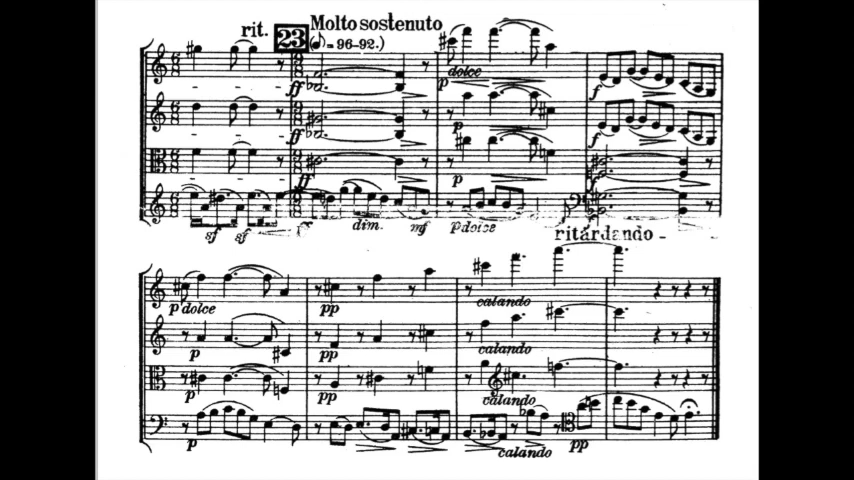 rit. 23 Molto sostenuto
(♪= 96-92.)
dolce
p
ff
f
ff
p
f
ff
p
sf sf dim. mf p dolce
ritardando
p dolce pp calando
p pp calando
p pp calando
p calando pp